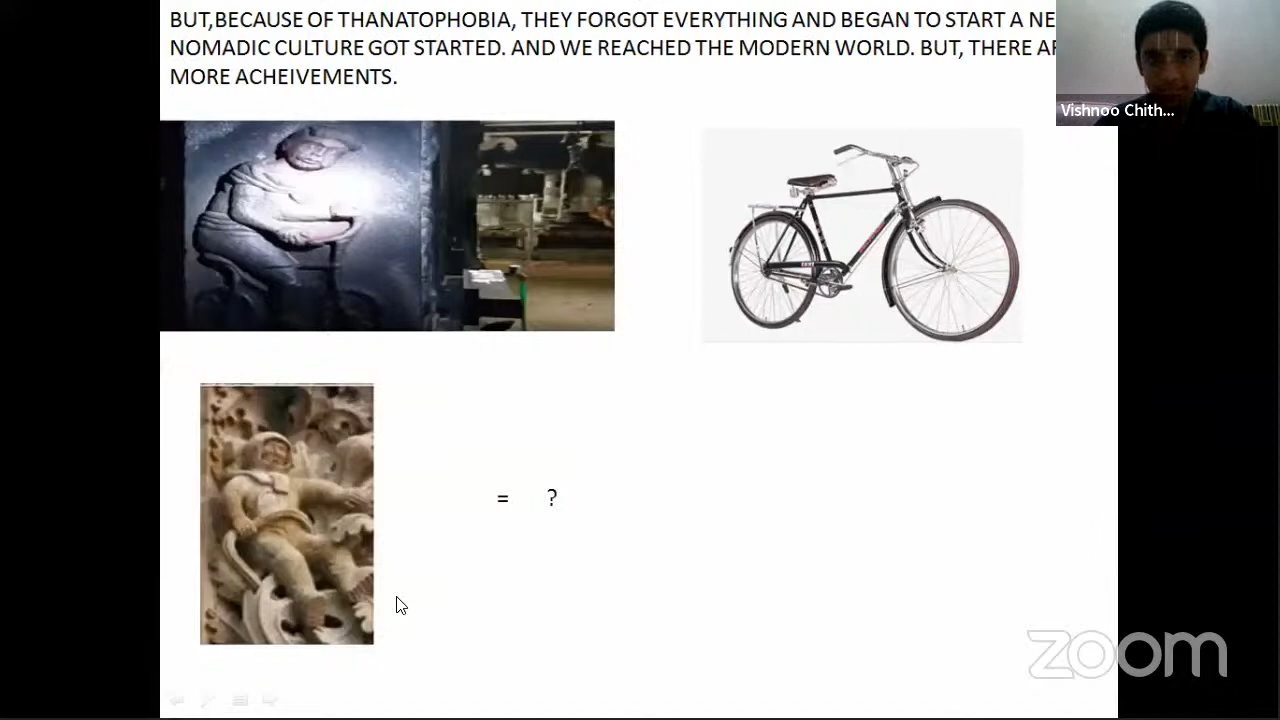 BUT,BECAUSE OF THANATOPHOBIA, THEY FORGOT EVERYTHING AND BEGAN TO START A NE
NOMADIC CULTURE GOT STARTED. AND WE REACHED THE MODERN WORLD. BUT, THERE AR
MORE ACHEIVEMENTS.
Vishnoo Chith...
= ?
zoom